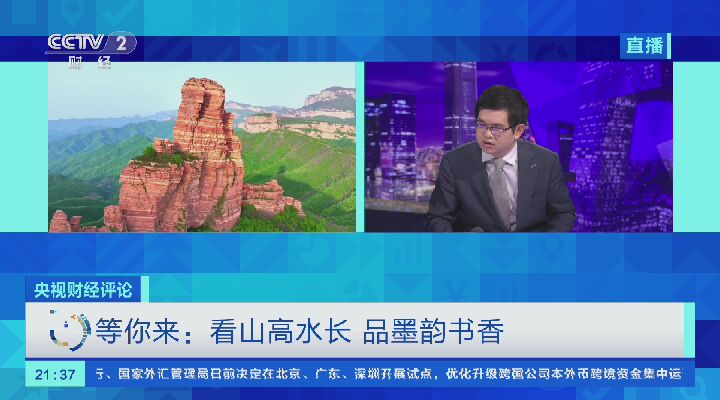 CCTV 2
财经
直播
央视财经评论
等你来：看山高水长 品墨韵书香
21:37
行、国家外汇管理局日前决定在北京、广东、深圳开展试点，优化升级跨国公司本外币跨境资金集中运